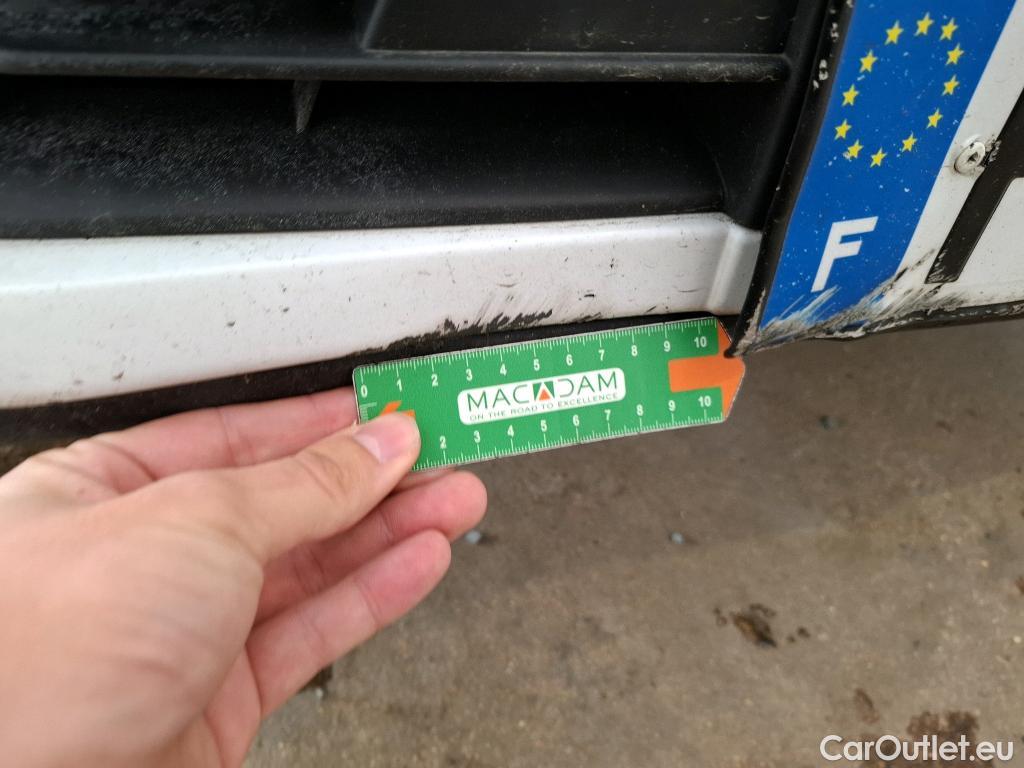 F
0 1 2 3 4 5 6 7 8 9 10
MACADAM
ON THE ROAD TO EXCELLENCE
2 3 4 5 6 7 8 9 10
CarOutlet.eu